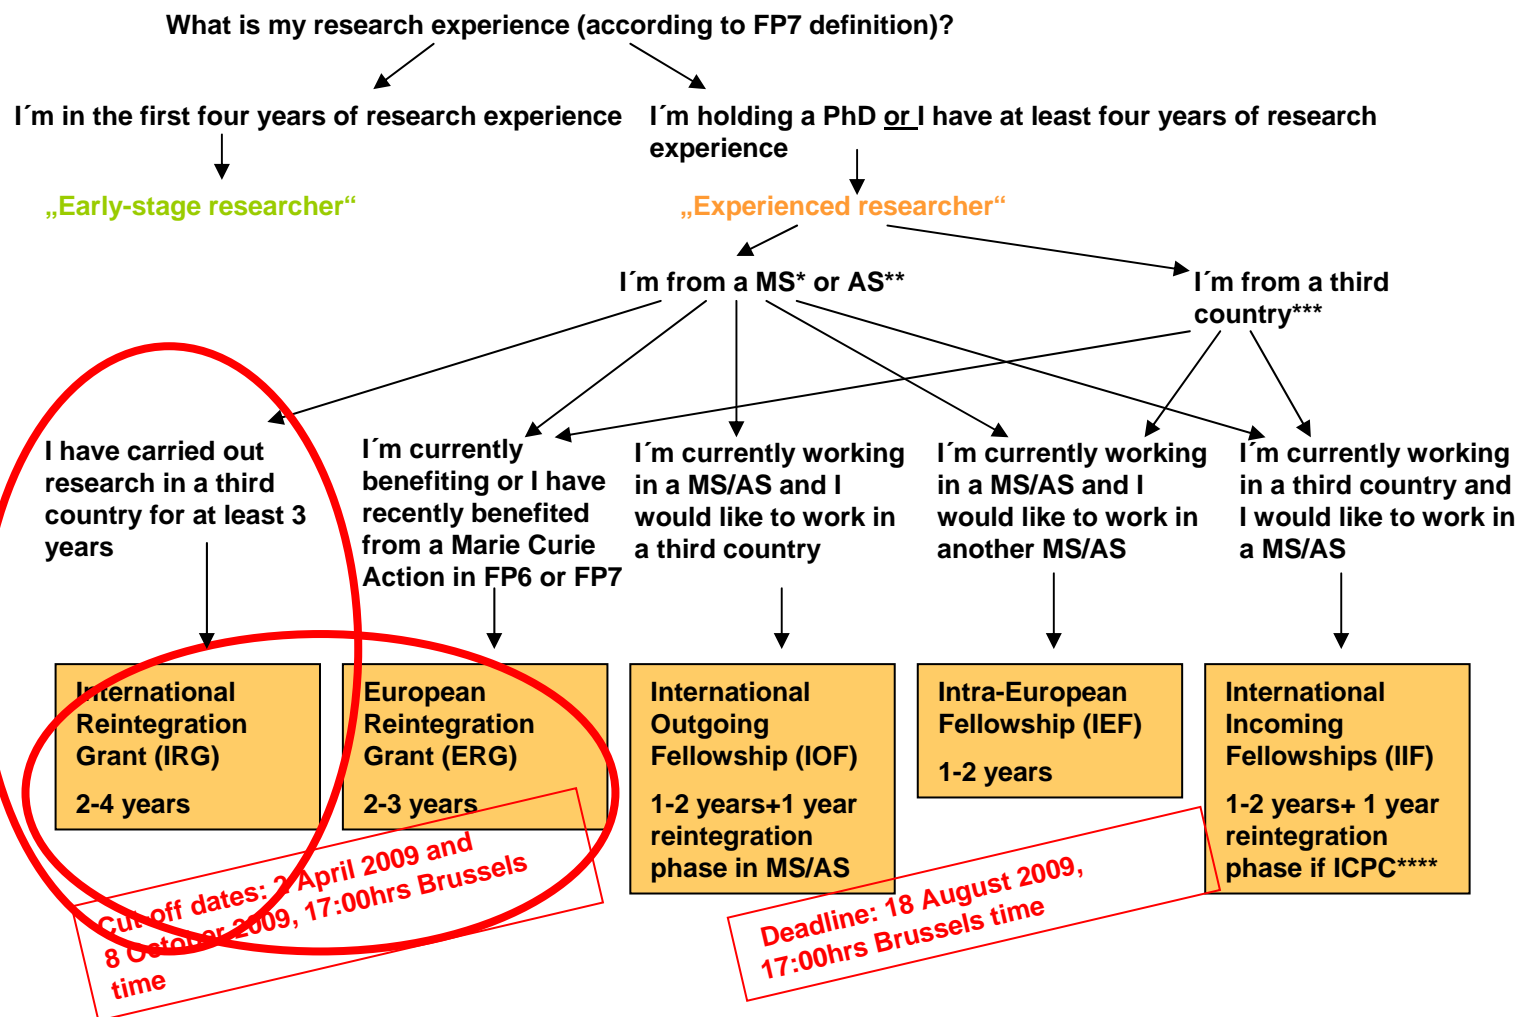 What is my research experience (according to FP7 definition)?
I´m in the first four years of research experience
I´m holding a PhD or I have at least four years of research
experience
„Early-stage researcher“
„Experienced researcher“
I´m from a MS* or AS**
I´m from a third
country***
I have carried out
research in a third
country for at least 3
years
I´m currently
benefiting or I have
recently benefited
from a Marie Curie
Action in FP6 or FP7
I´m currently working
in a MS/AS and I
would like to work in
a third country
I´m currently working
in a MS/AS and I
would like to work in
another MS/AS
I´m currently working
in a third country and
I would like to work in
a MS/AS
International
Reintegration
Grant (IRG)
2-4 years
European
Reintegration
Grant (ERG)
2-3 years
International
Outgoing
Fellowship (IOF)
1-2 years+1 year
reintegration
phase in MS/AS
Intra-European
Fellowship (IEF)
1-2 years
International
Incoming
Fellowships (IIF)
1-2 years+ 1 year
reintegration
phase if ICPC****
Cut-off dates: 2 April 2009 and
8 October 2009, 17:00hrs Brussels
time
Deadline: 18 August 2009,
17:00hrs Brussels time